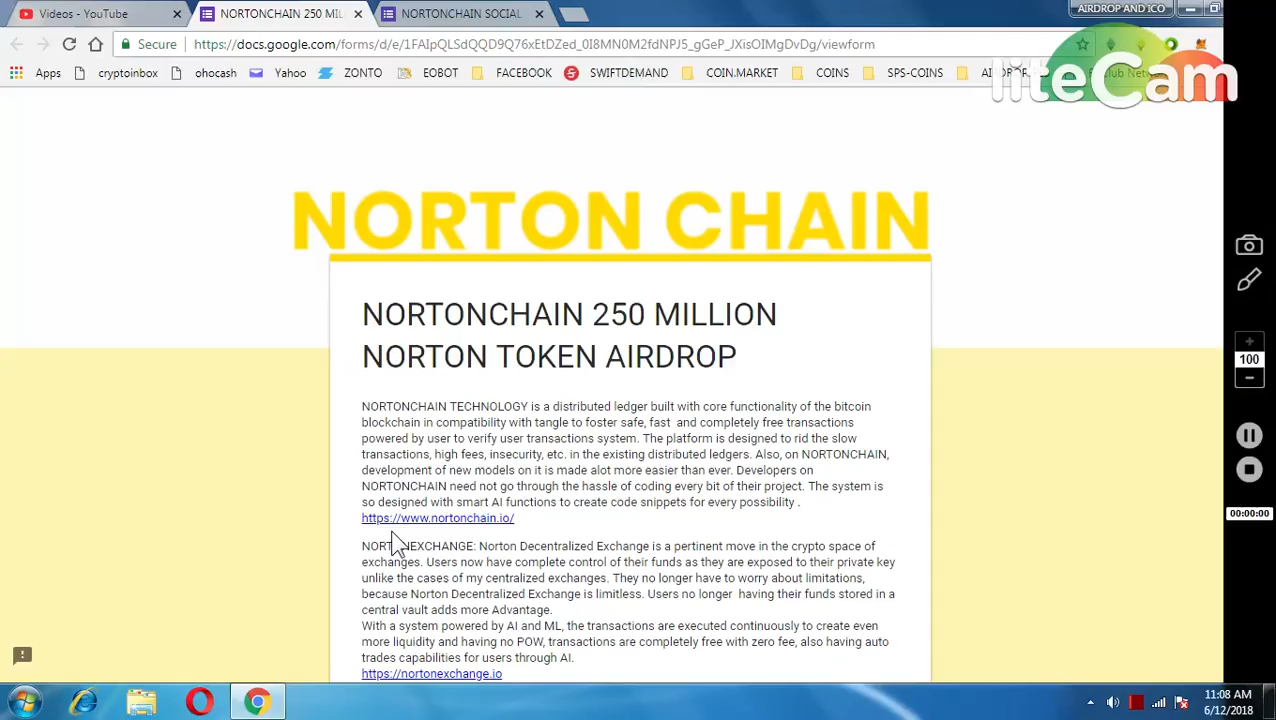 Videos - YouTube
NORTONCHAIN 250 MIL
NORTONCHAIN SOCIAL
AIRDROP AND ICO
Secure
https://docs.google.com/forms/d/e/1FAIpQLSdQQD9Q76xEtDZed_0I8MN0M2fdNPJ5_gGeP_JXisOIMgDvDg/viewform
Apps cryptoinbox ohocash Yahoo ZONTO EOBOT FACEBOOK SWIFTDEMAND COIN.MARKET COINS SPS-COINS
liteCam
NORTON CHAIN
NORTONCHAIN 250 MILLION
NORTON TOKEN AIRDROP
NORTONCHAIN TECHNOLOGY is a distributed ledger built with core functionality of the bitcoin
blockchain in compatibility with tangle to foster safe, fast and completely free transactions
powered by user to verify user transactions system. The platform is designed to rid the slow
transactions, high fees, insecurity, etc. in the existing distributed ledgers. Also, on NORTONCHAIN,
development of new models on it is made alot more easier than ever. Developers on
NORTONCHAIN need not go through the hassle of coding every bit of their project. The system is
so designed with smart AI functions to create code snippets for every possibility .
https://www.nortonchain.io/
NORTONEXCHANGE: Norton Decentralized Exchange is a pertinent move in the crypto space of
exchanges. Users now have complete control of their funds as they are exposed to their private key
unlike the cases of my centralized exchanges. They no longer have to worry about limitations,
because Norton Decentralized Exchange is limitless. Users no longer having their funds stored in a
central vault adds more Advantage.
With a system powered by AI and ML, the transactions are executed continuously to create even
more liquidity and having no POW, transactions are completely free with zero fee, also having auto
trades capabilities for users through AI.
https://nortonexchange.io
100
00:00:00
11:08 AM
6/12/2018